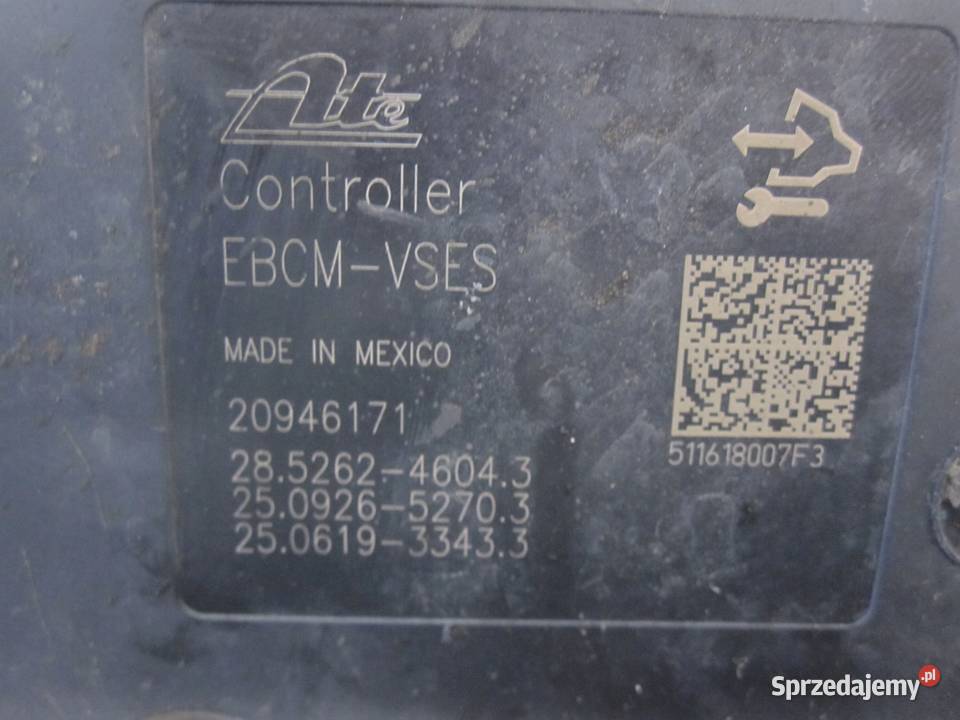 Ate
Controller
EBCM-VSES
MADE IN MEXICO
20946171
28.5262-4604.3
25.0926-5270.3
25.0619-3343.3
511618007F3
Sprzedajemy.pl